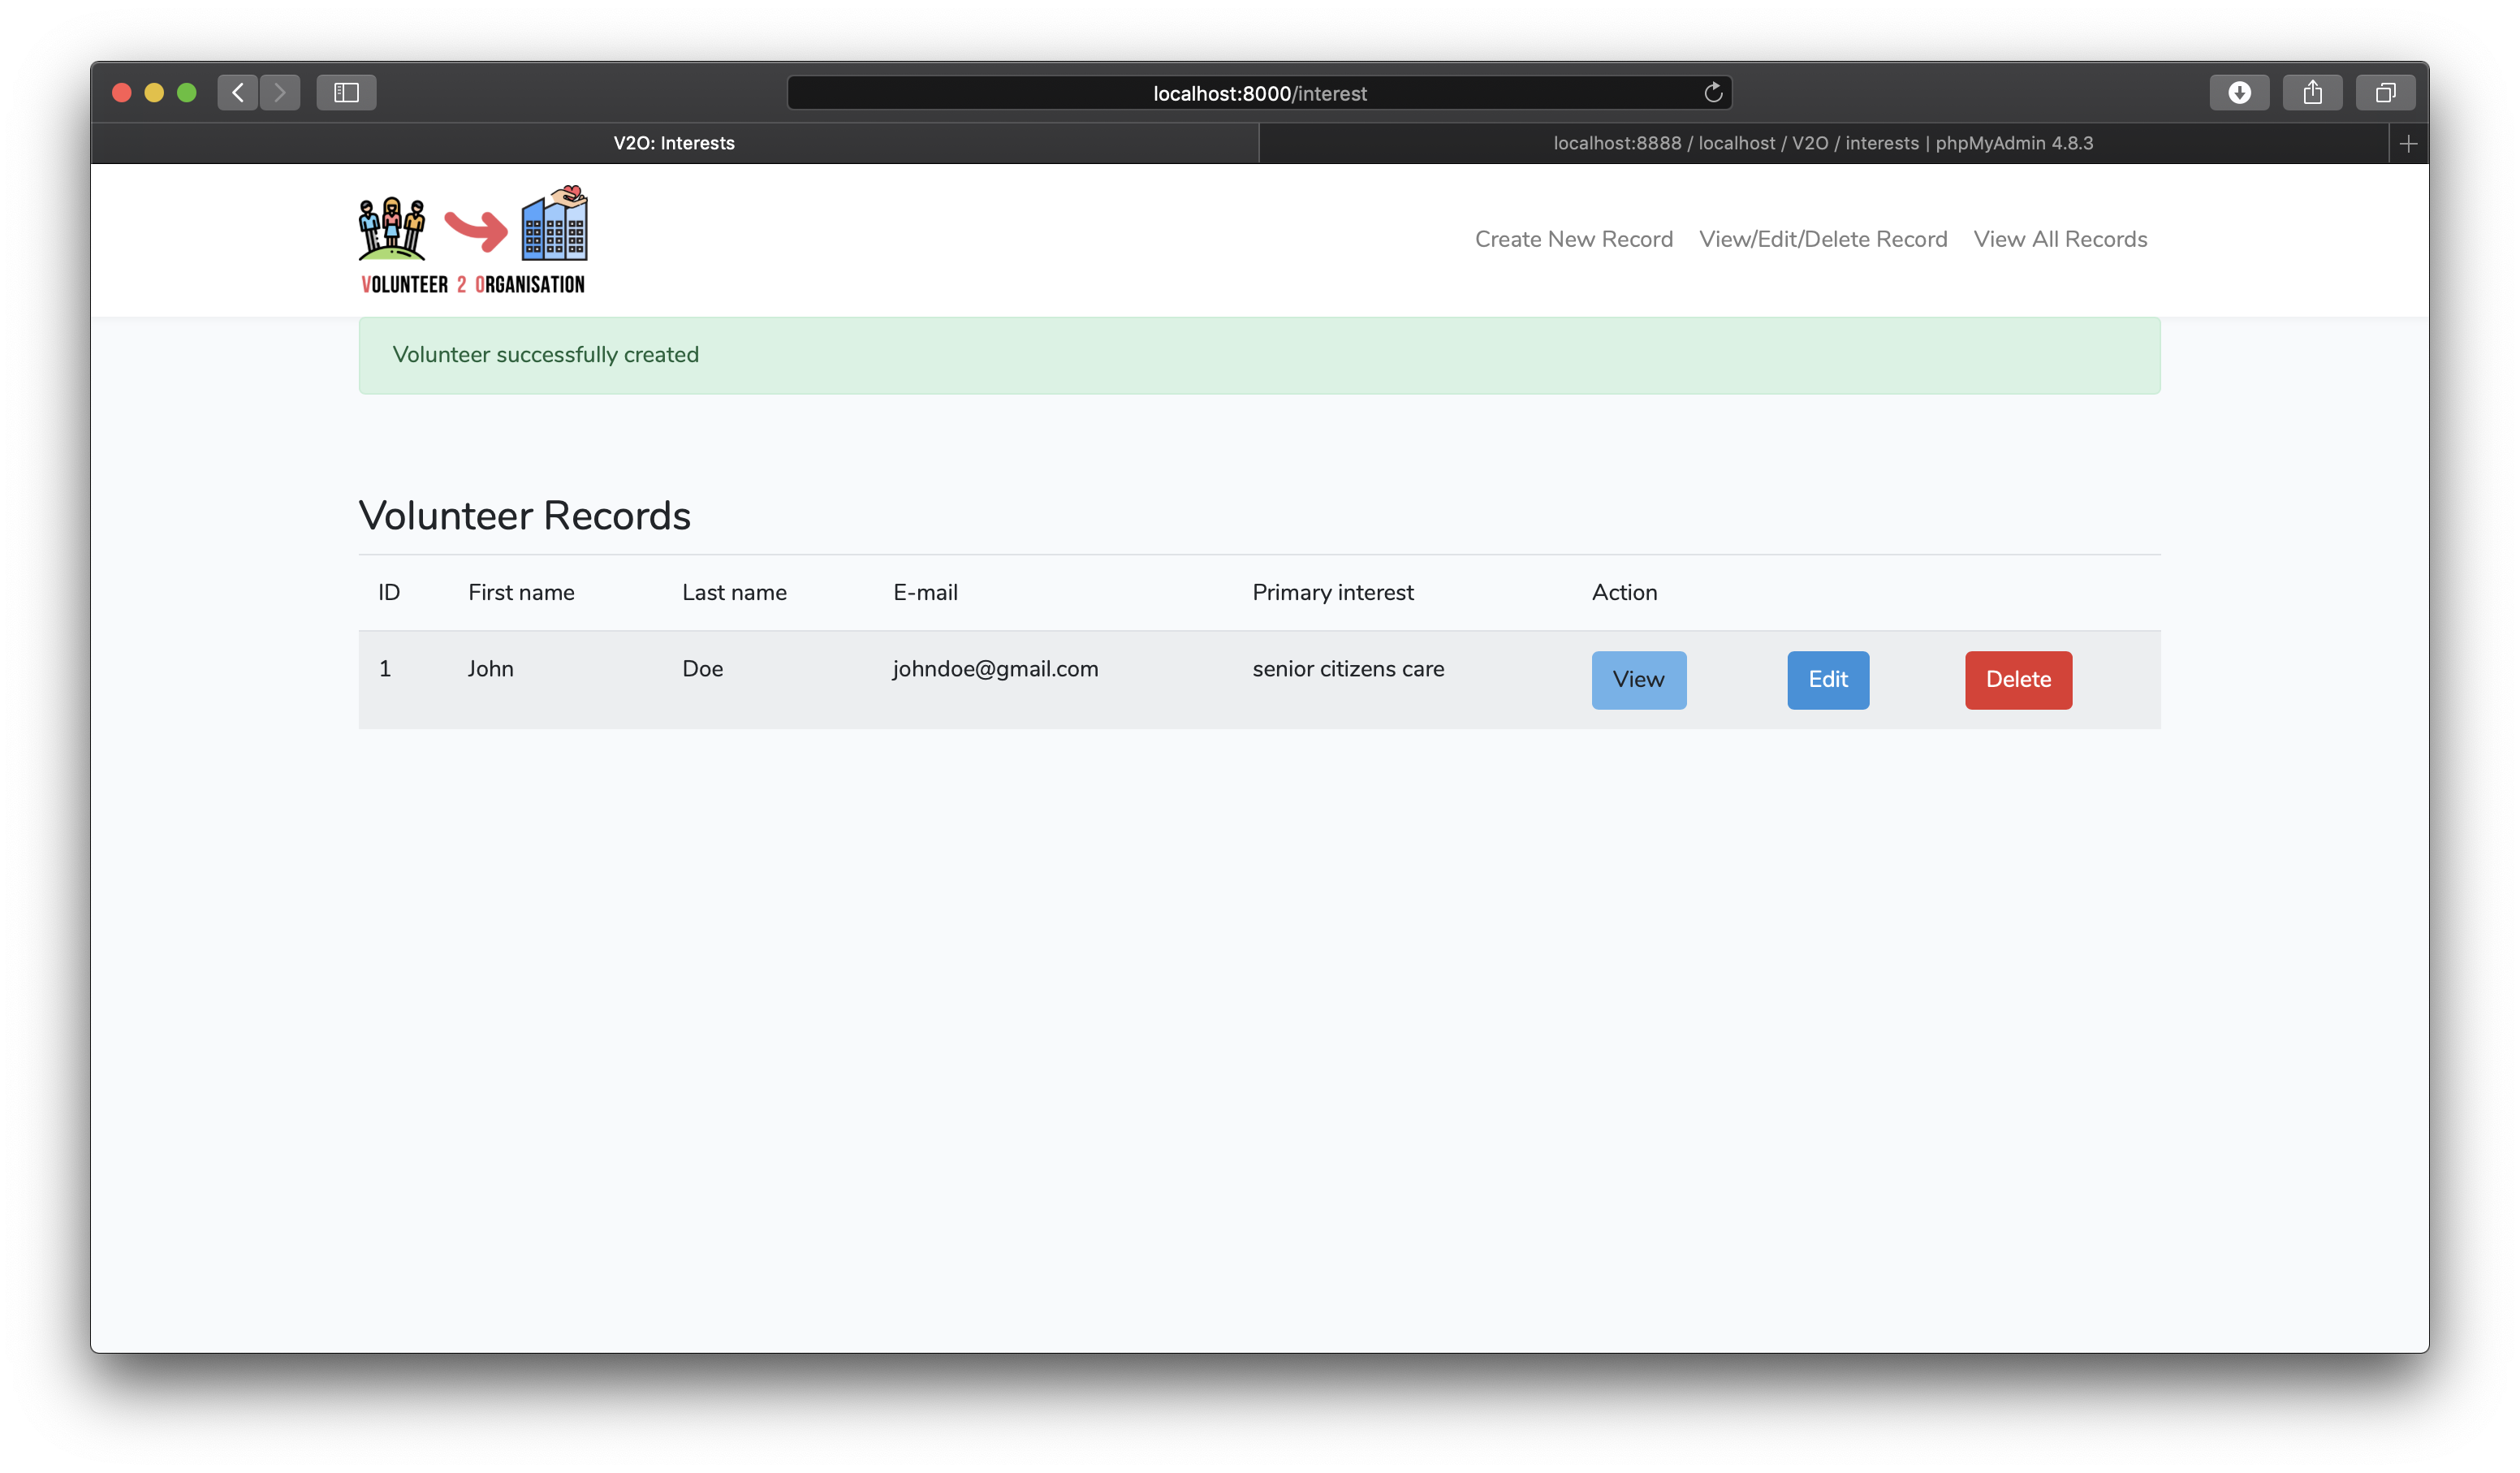 localhost:8000/interest
V2O: Interests
localhost:8888 / localhost / V2O / interests | phpMyAdmin 4.8.3
VOLUNTEER 2 ORGANISATION
Create New Record View/Edit/Delete Record View All Records
Volunteer successfully created
Volunteer Records
ID First name Last name E-mail Primary interest Action
1 John Doe johndoe@gmail.com senior citizens care View Edit Delete